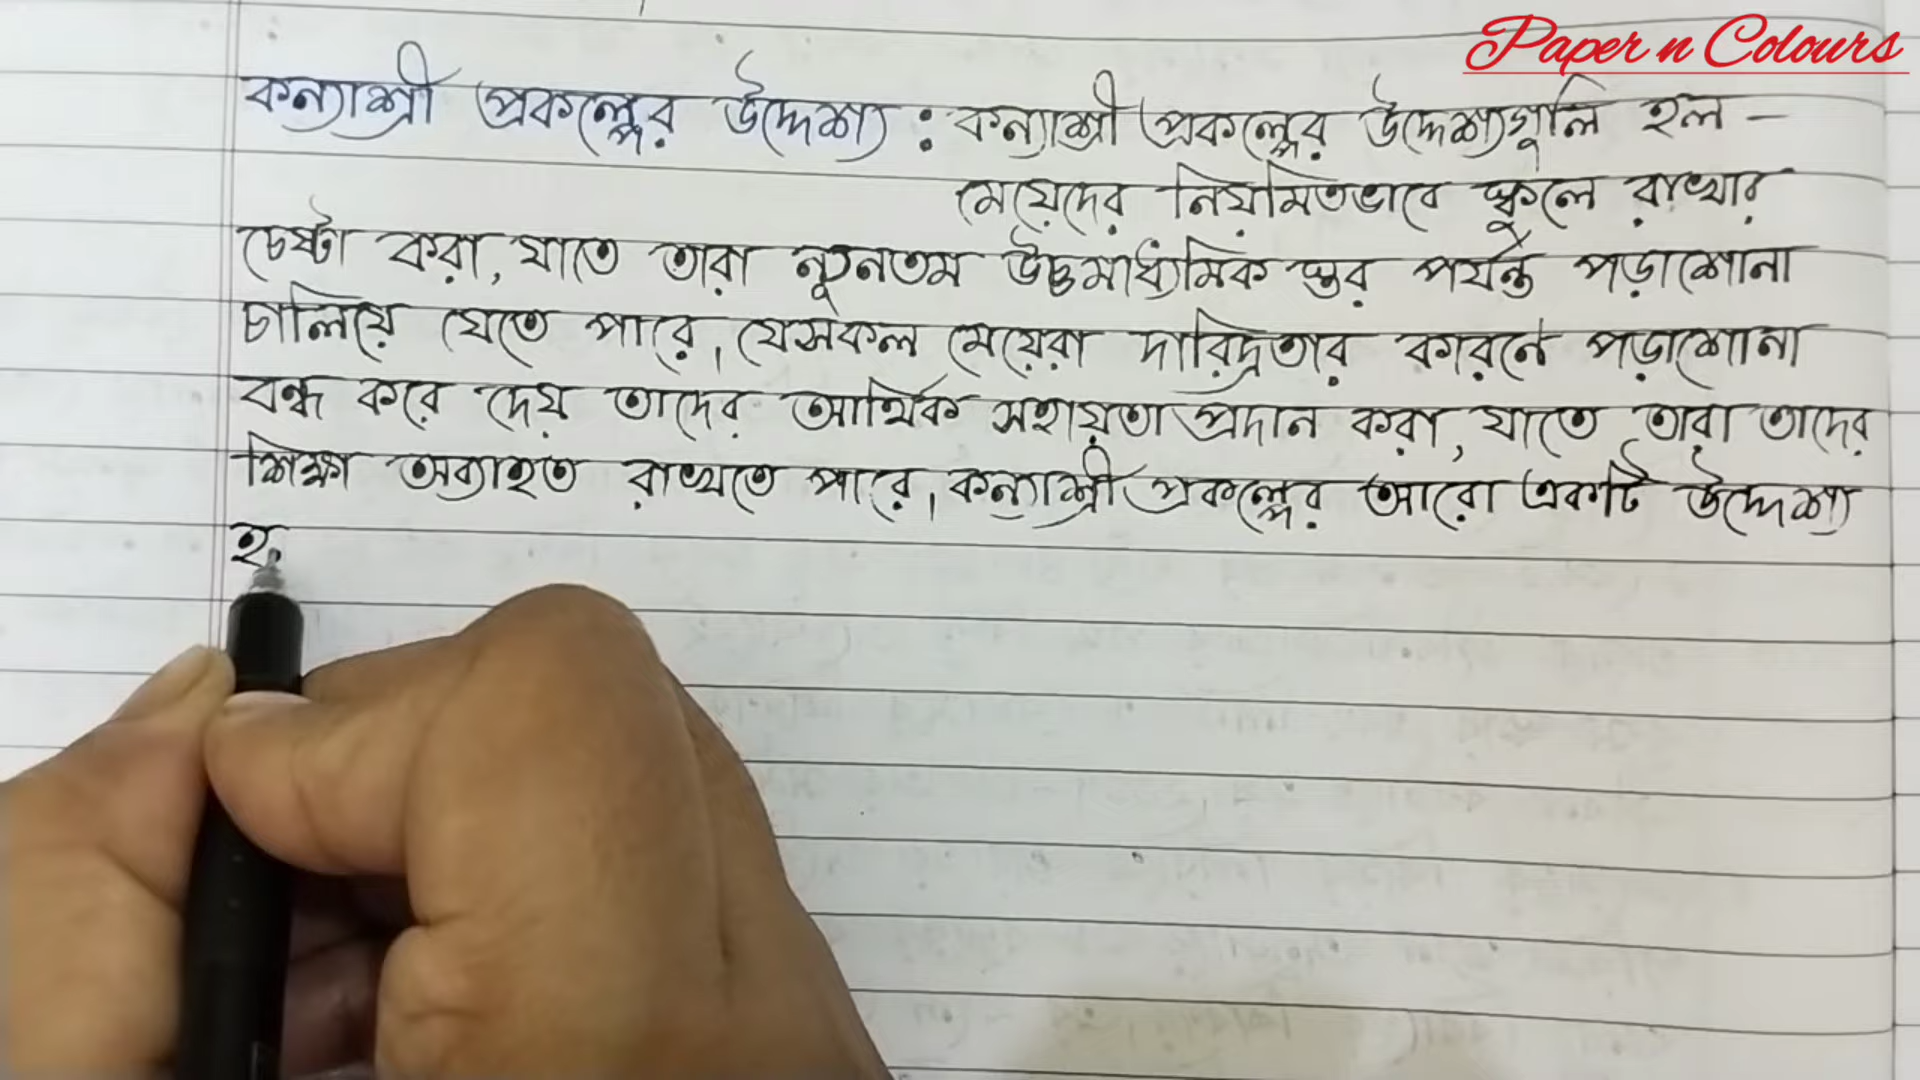 Paper n Colours
কন্যাশ্রী প্রকল্পের উদ্দেশ্য : কন্যাশ্রী প্রকল্পের উদ্দেশ্যগুলি হল -
মেয়েদের নিয়মিতভাবে স্কুলে রাখার
চেষ্টা করা, যাতে তারা নূন্যতম উচ্চমাধ্যমিক স্তর পর্যন্ত পড়াশোনা
চালিয়ে যেতে পারে। যেসকল মেয়েরা দারিদ্রতার কারনে পড়াশোনা
বন্ধ করে দেয় তাদের আর্থিক সহায়তা প্রদান করা, যাতে তারা তাদের
শিক্ষা অব্যাহত রাখতে পারে। কন্যাশ্রী প্রকল্পের আরো একটি উদ্দেশ্য
হ